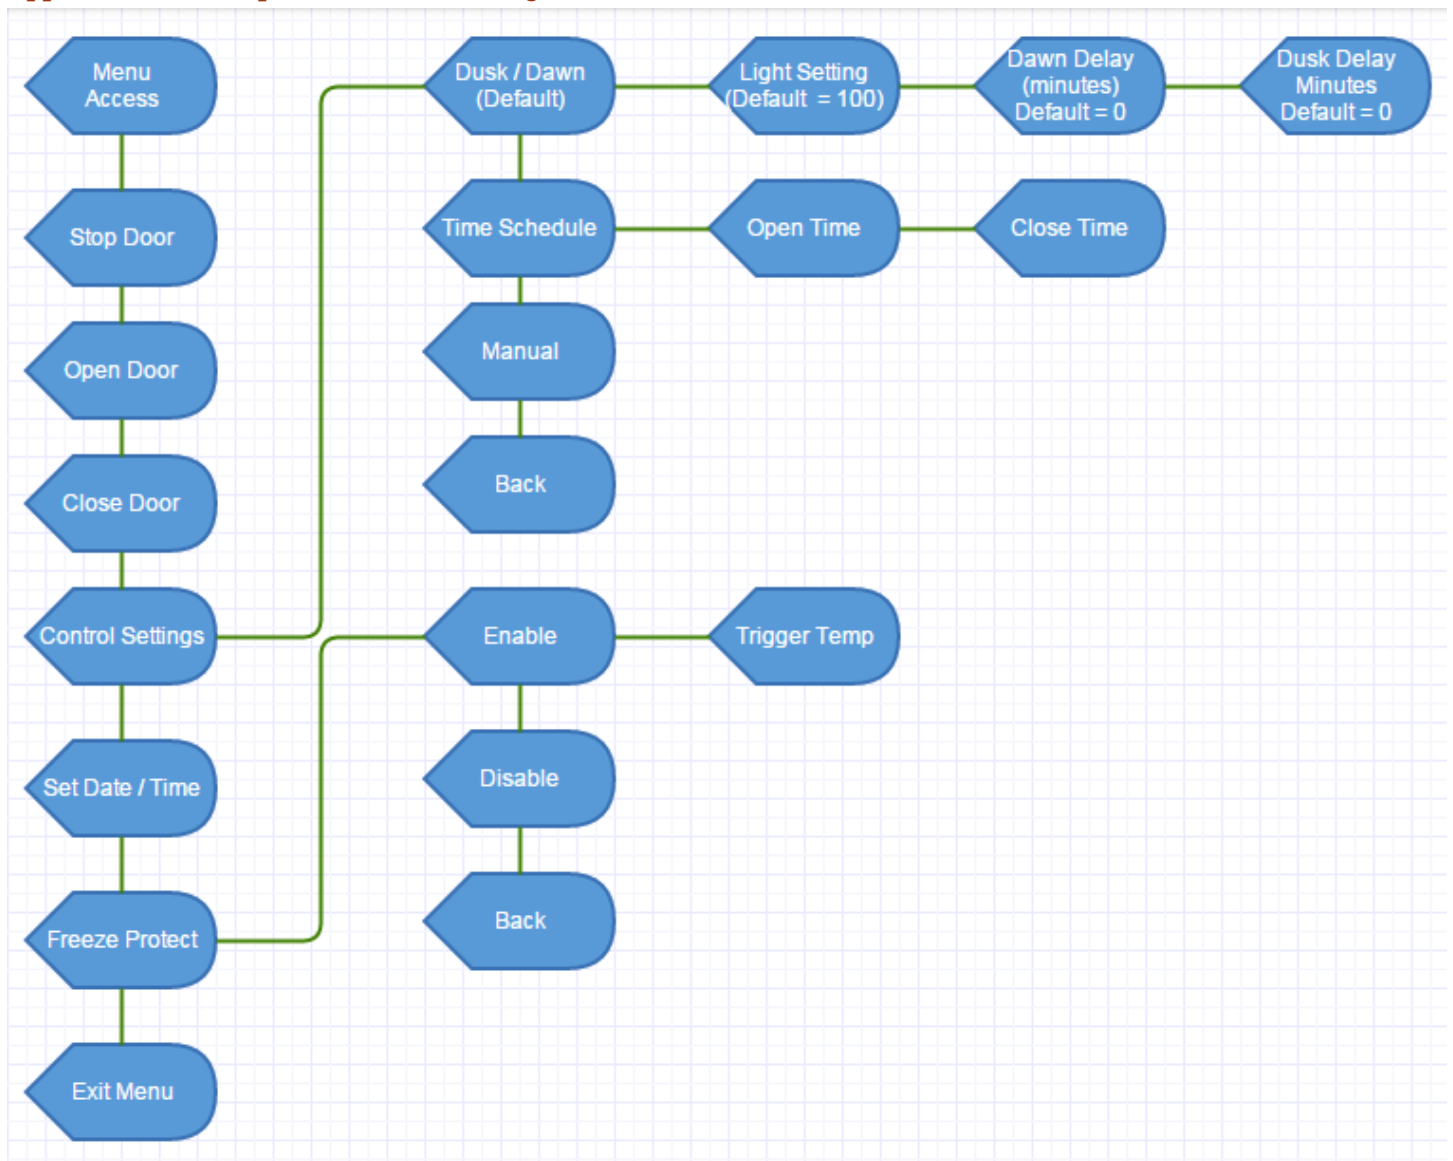 Menu
Access
Stop Door
Open Door
Close Door
Control Settings
Set Date / Time
Freeze Protect
Exit Menu
Dusk / Dawn
(Default)
Light Setting
(Default = 100)
Dawn Delay
(minutes)
Default = 0
Dusk Delay
Minutes
Default = 0
Time Schedule
Open Time
Close Time
Manual
Back
Enable
Trigger Temp
Disable
Back